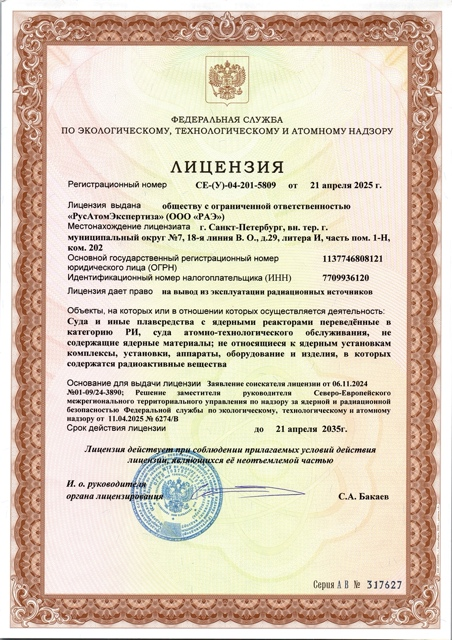 ФЕДЕРАЛЬНАЯ СЛУЖБА
ПО ЭКОЛОГИЧЕСКОМУ, ТЕХНОЛОГИЧЕСКОМУ И АТОМНОМУ НАДЗОРУ
ЛИЦЕНЗИЯ
Регистрационный номер СЕ-(У)-04-201-5809 от 21 апреля 2025 г.
Лицензия выдана обществу с ограниченной ответственностью
«РусАтомЭкспертиза» (ООО «РАЭ»)
Местонахождение лицензиата г. Санкт-Петербург, вн. тер. г.
муниципальный округ №7, 18-я линия В. О., д.29, литера И, часть пом. 1-Н,
ком. 202
Основной государственный регистрационный номер 1137746808121
юридического лица (ОГРН)
Идентификационный номер налогоплательщика (ИНН) 7709936120
Лицензия дает право на вывод из эксплуатации радиационных источников
Объекты, на которых или в отношении которых осуществляется деятельность:
Суда и иные плавсредства с ядерными реакторами переведённые в
категорию РИ, суда атомно-технологического обслуживания, не
содержащие ядерные материалы; не относящиеся к ядерным установкам
комплексы, установки, аппараты, оборудование и изделия, в которых
содержатся радиоактивные вещества
Основание для выдачи лицензии Заявление соискателя лицензии от 06.11.2024
№01-09/24-3890; Решение заместителя руководителя Северо-Европейского
межрегионального территориального управления по надзору за ядерной и радиационной
безопасностью Федеральной службы по экологическому, технологическому и атомному
надзору от 11.04.2025 № 6274/В
Срок действия лицензии до 21 апреля 2035г.
Лицензия действует при соблюдении прилагаемых условий действия
лицензии, являющихся её неотъемлемой частью
И. о. руководителя
органа лицензирования С.А. Бакаев
Серия А В № 317627